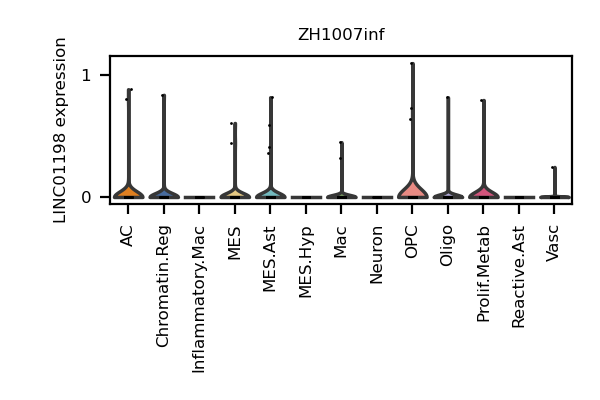 ZH1007inf
LINC01198 expression
1
0
AC
Chromatin.Reg
Inflammatory.Mac
MES
MES.Ast
MES.Hyp
Mac
Neuron
OPC
Oligo
Prolif.Metab
Reactive.Ast
Vasc